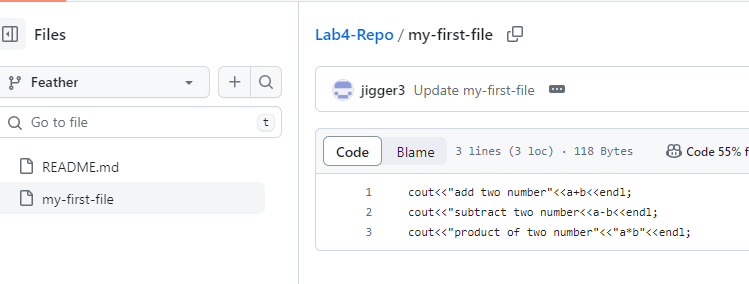 Files
Feather
Go to file
t
README.md
my-first-file
Lab4-Repo / my-first-file
jigger3 Update my-first-file
Code Blame 3 lines (3 loc) · 118 Bytes Code 55% f
1 cout<<"add two number"<<a+b<<endl;
2 cout<<"subtract two number<<a-b<<endl;
3 cout<<"product of two number"<<"a*b"<<endl;